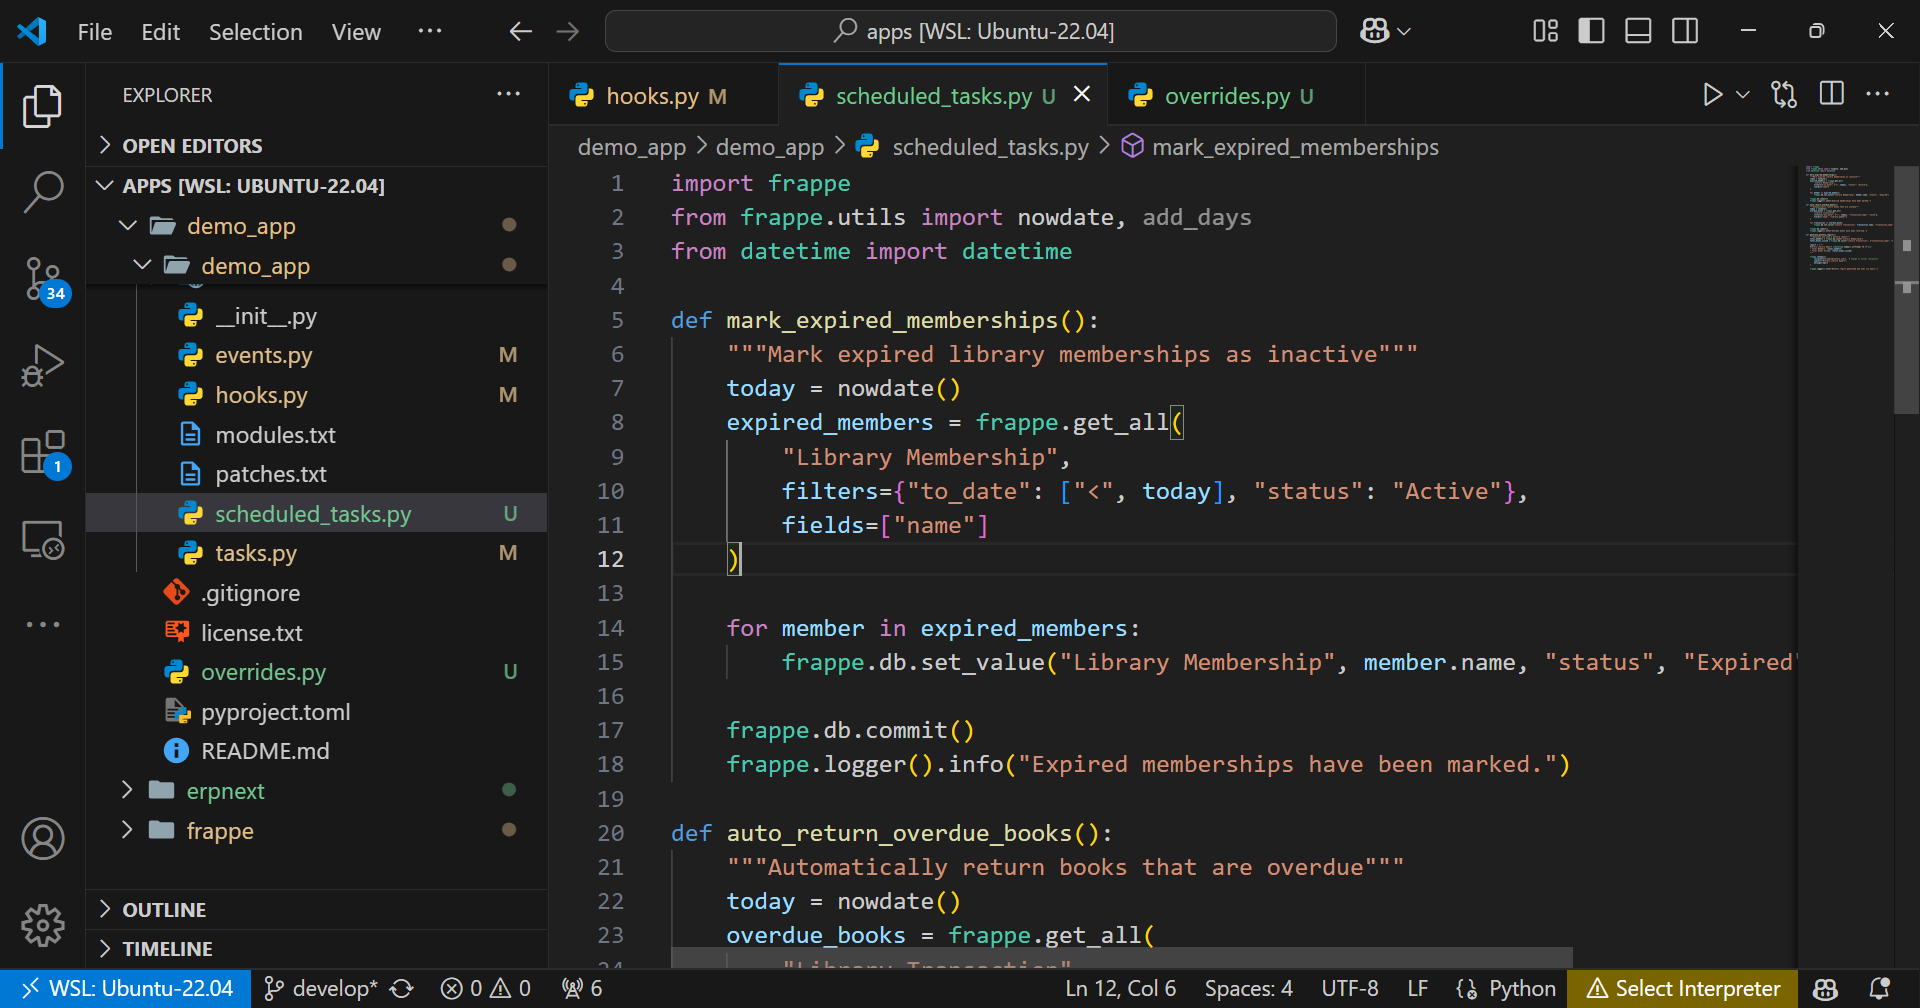 File Edit Selection View ··· apps [WSL: Ubuntu-22.04]
EXPLORER ···
OPEN EDITORS
APPS [WSL: UBUNTU-22.04]
demo_app
demo_app
__init__.py
events.py M
hooks.py M
modules.txt
patches.txt
scheduled_tasks.py U
tasks.py M
.gitignore
license.txt
overrides.py U
pyproject.toml
README.md
erpnext
frappe
OUTLINE
TIMELINE
34
1
hooks.py M scheduled_tasks.py U overrides.py U
demo_app > demo_app > scheduled_tasks.py > mark_expired_memberships
1 import frappe
2 from frappe.utils import nowdate, add_days
3 from datetime import datetime
4
5 def mark_expired_memberships():
6 """Mark expired library memberships as inactive"""
7 today = nowdate()
8 expired_members = frappe.get_all(
9 "Library Membership",
10 filters={"to_date": ["<", today], "status": "Active"},
11 fields=["name"]
12 )
13
14 for member in expired_members:
15 frappe.db.set_value("Library Membership", member.name, "status", "Expired"
16
17 frappe.db.commit()
18 frappe.logger().info("Expired memberships have been marked.")
19
20 def auto_return_overdue_books():
21 """Automatically return books that are overdue"""
22 today = nowdate()
23 overdue_books = frappe.get_all(
24 "Library Transaction"
WSL: Ubuntu-22.04 develop* 0 0 6 Ln 12, Col 6 Spaces: 4 UTF-8 LF Python Select Interpreter